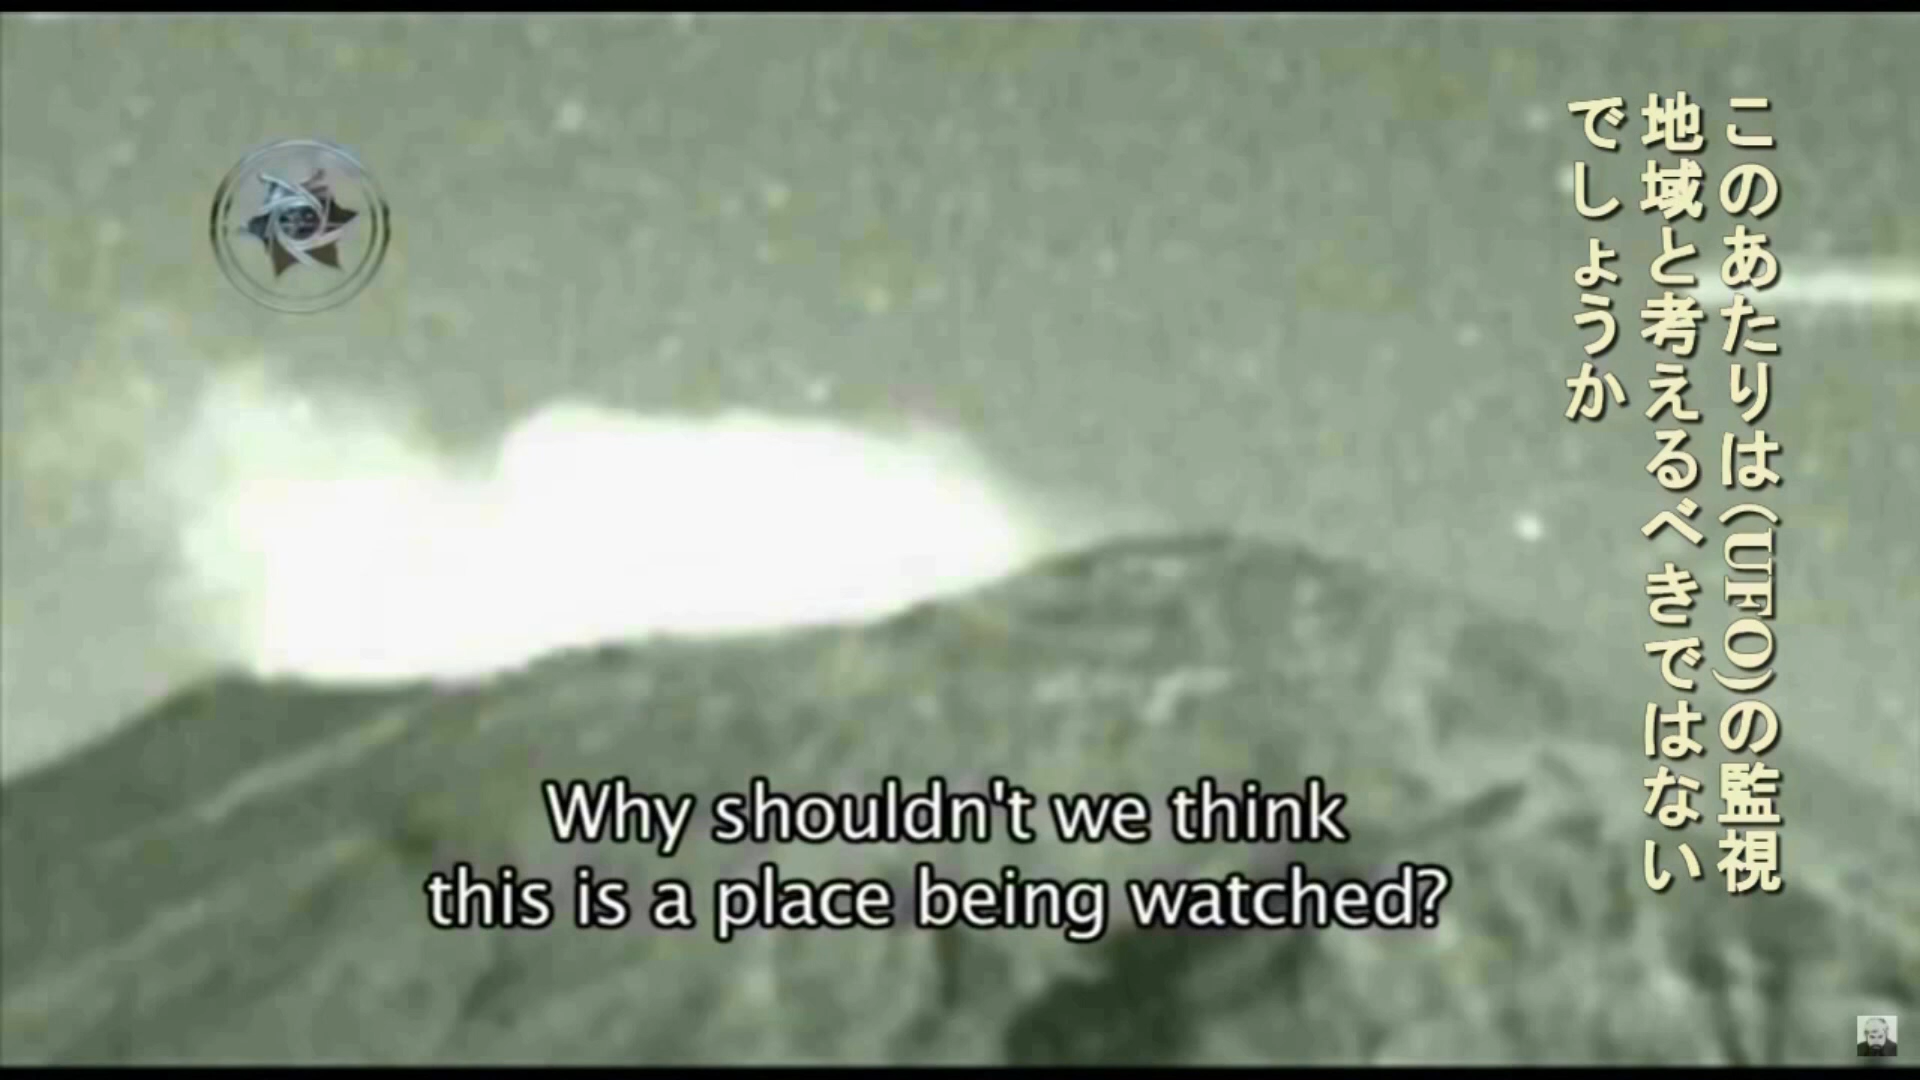 このあたりは(UFO)の監視
地域と考えるべきではない
でしょうか
Why shouldn't we think
this is a place being watched?